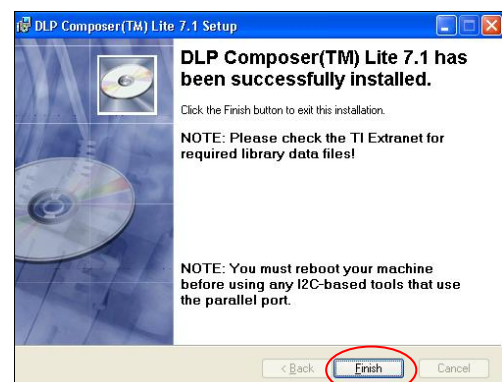 DLP Composer(TM) Lite 7.1 Setup
DLP Composer(TM) Lite 7.1 has
been successfully installed.
Click the Finish button to exit this installation.
NOTE: Please check the TI Extranet for
required library data files!
NOTE: You must reboot your machine
before using any I2C-based tools that use
the parallel port.
< Back
Finish
Cancel